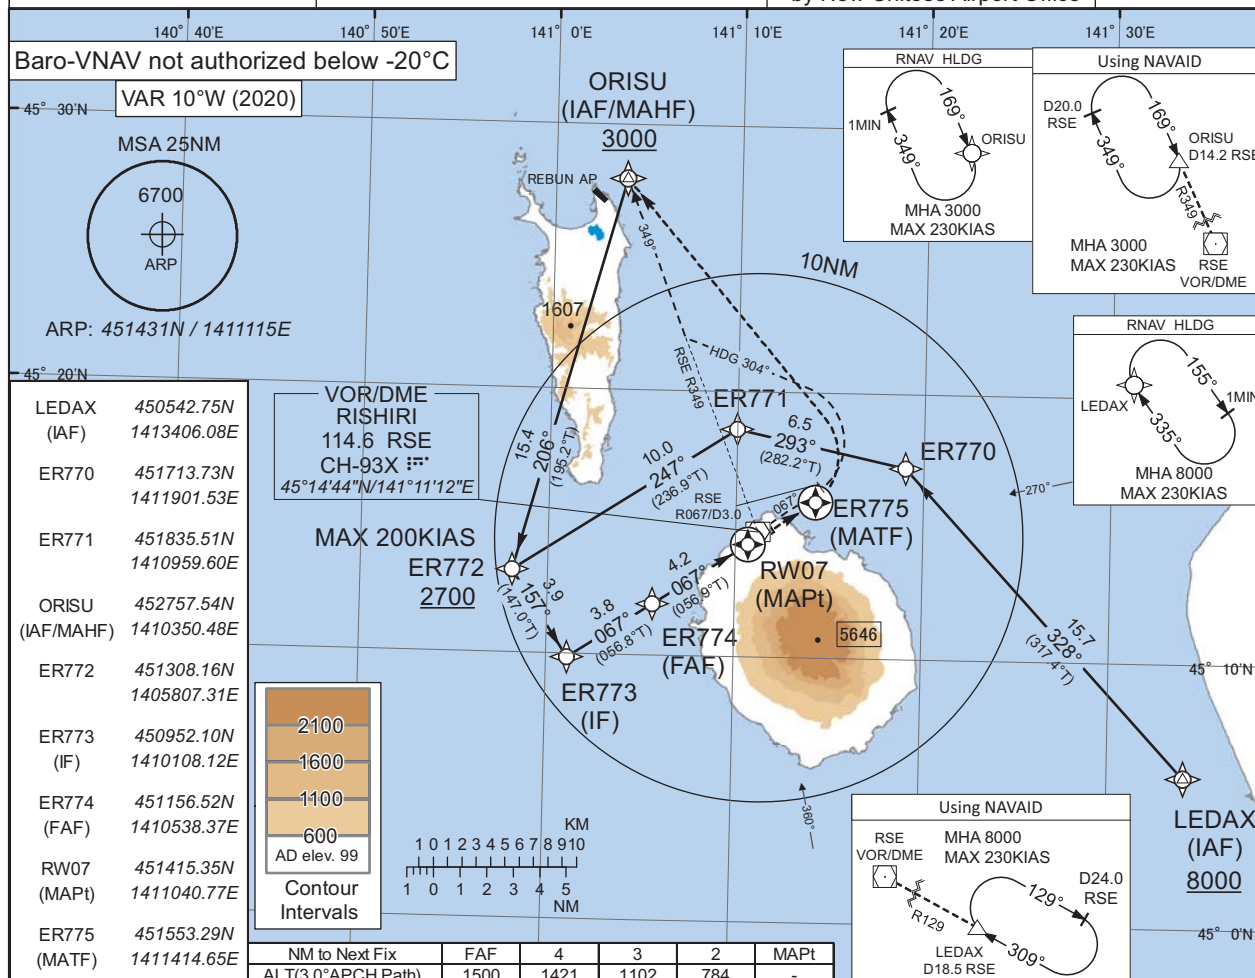 140° 40'E
140° 50'E
141° 0'E
141° 10'E
141° 20'E
141° 30'E
Baro-VNAV not authorized below -20°C
VAR 10°W (2020)
45° 30'N
MSA 25NM
6700
ARP
ARP: 451431N / 1411115E
45° 20'N
ORISU
(IAF/MAHF)
3000
REBUN AP
1607
349°
RSE R349
HDG 304°
10NM
RNAV HLDG
1MIN
169°
349°
ORISU
MHA 3000
MAX 230KIAS
Using NAVAID
D20.0
RSE
169°
349°
ORISU
D14.2 RSE
R349
MHA 3000
MAX 230KIAS
RSE
VOR/DME
RNAV HLDG
155°
1MIN
LEDAX
335°
MHA 8000
MAX 230KIAS
LEDAX 450542.75N
(IAF) 1413406.08E
ER770 451713.73N
1411901.53E
ER771 451835.51N
1410959.60E
ORISU 452757.54N
(IAF/MAHF) 1410350.48E
ER772 451308.16N
1405807.31E
ER773 450952.10N
(IF) 1410108.12E
ER774 451156.52N
(FAF) 1410538.37E
RW07 451415.35N
(MAPt) 1411040.77E
ER775 451553.29N
(MATF) 1411414.65E
VOR/DME
RISHIRI
114.6 RSE
CH-93X
45°14'44"N/141°11'12"E
15.4
206°
(195.2°T)
10.0
247°
(236.9°T)
ER771
6.5
293°
(282.2°T)
ER770
270°
RSE
R067/D3.0
067°
ER775
(MATF)
MAX 200KIAS
ER772
2700
3.9
157°
(147.0°T)
3.8
067°
(056.8°T)
4.2
067°
(056.9°T)
RW07
(MAPt)
ER774
(FAF)
ER773
(IF)
5646
15.7
328°
(317.4°T)
45° 10'N
360°
LEDAX
(IAF)
8000
2100
1600
1100
600
AD elev. 99
Contour
Intervals
KM
1 0 1 2 3 4 5 6 7 8 9 10
1 0 1 2 3 4 5
NM
Using NAVAID
RSE
VOR/DME
MHA 8000
MAX 230KIAS
R129
129°
309°
D24.0
RSE
LEDAX
D18.5 RSE
45° 0'N
NM to Next Fix FAF 4 3 2 MAPt
ALT(3.0°APCH Path) 1500 1421 1102 784 -